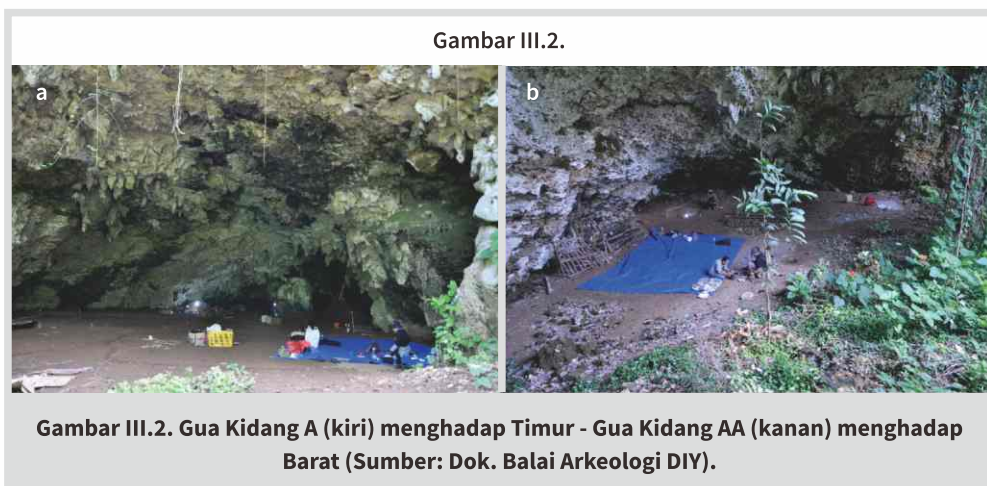 Gambar III.2.
a
b
Gambar III.2. Gua Kidang A (kiri) menghadap Timur - Gua Kidang AA (kanan) menghadap
Barat (Sumber: Dok. Balai Arkeologi DIY).